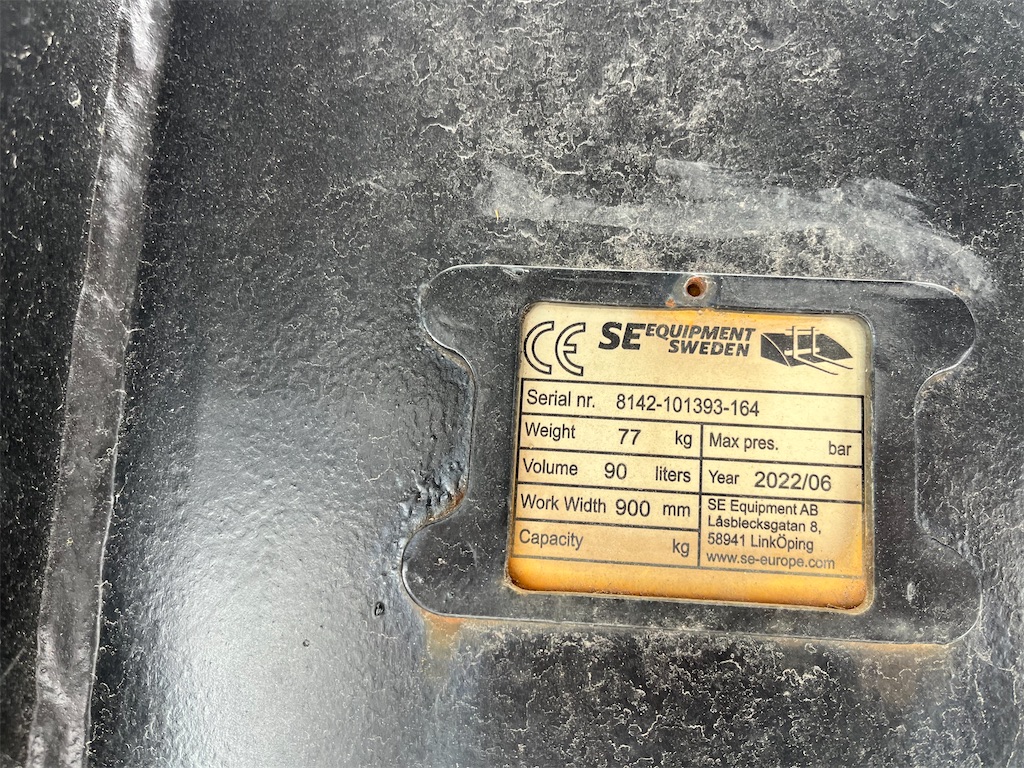 CE SE EQUIPMENT
SWEDEN
Serial nr. 8142-101393-164
Weight 77 kg Max pres. bar
Volume 90 liters Year 2022/06
Work Width 900 mm SE Equipment AB
Låsblecksgatan 8,
Capacity kg 58941 LinkÖping
www.se-europe.com